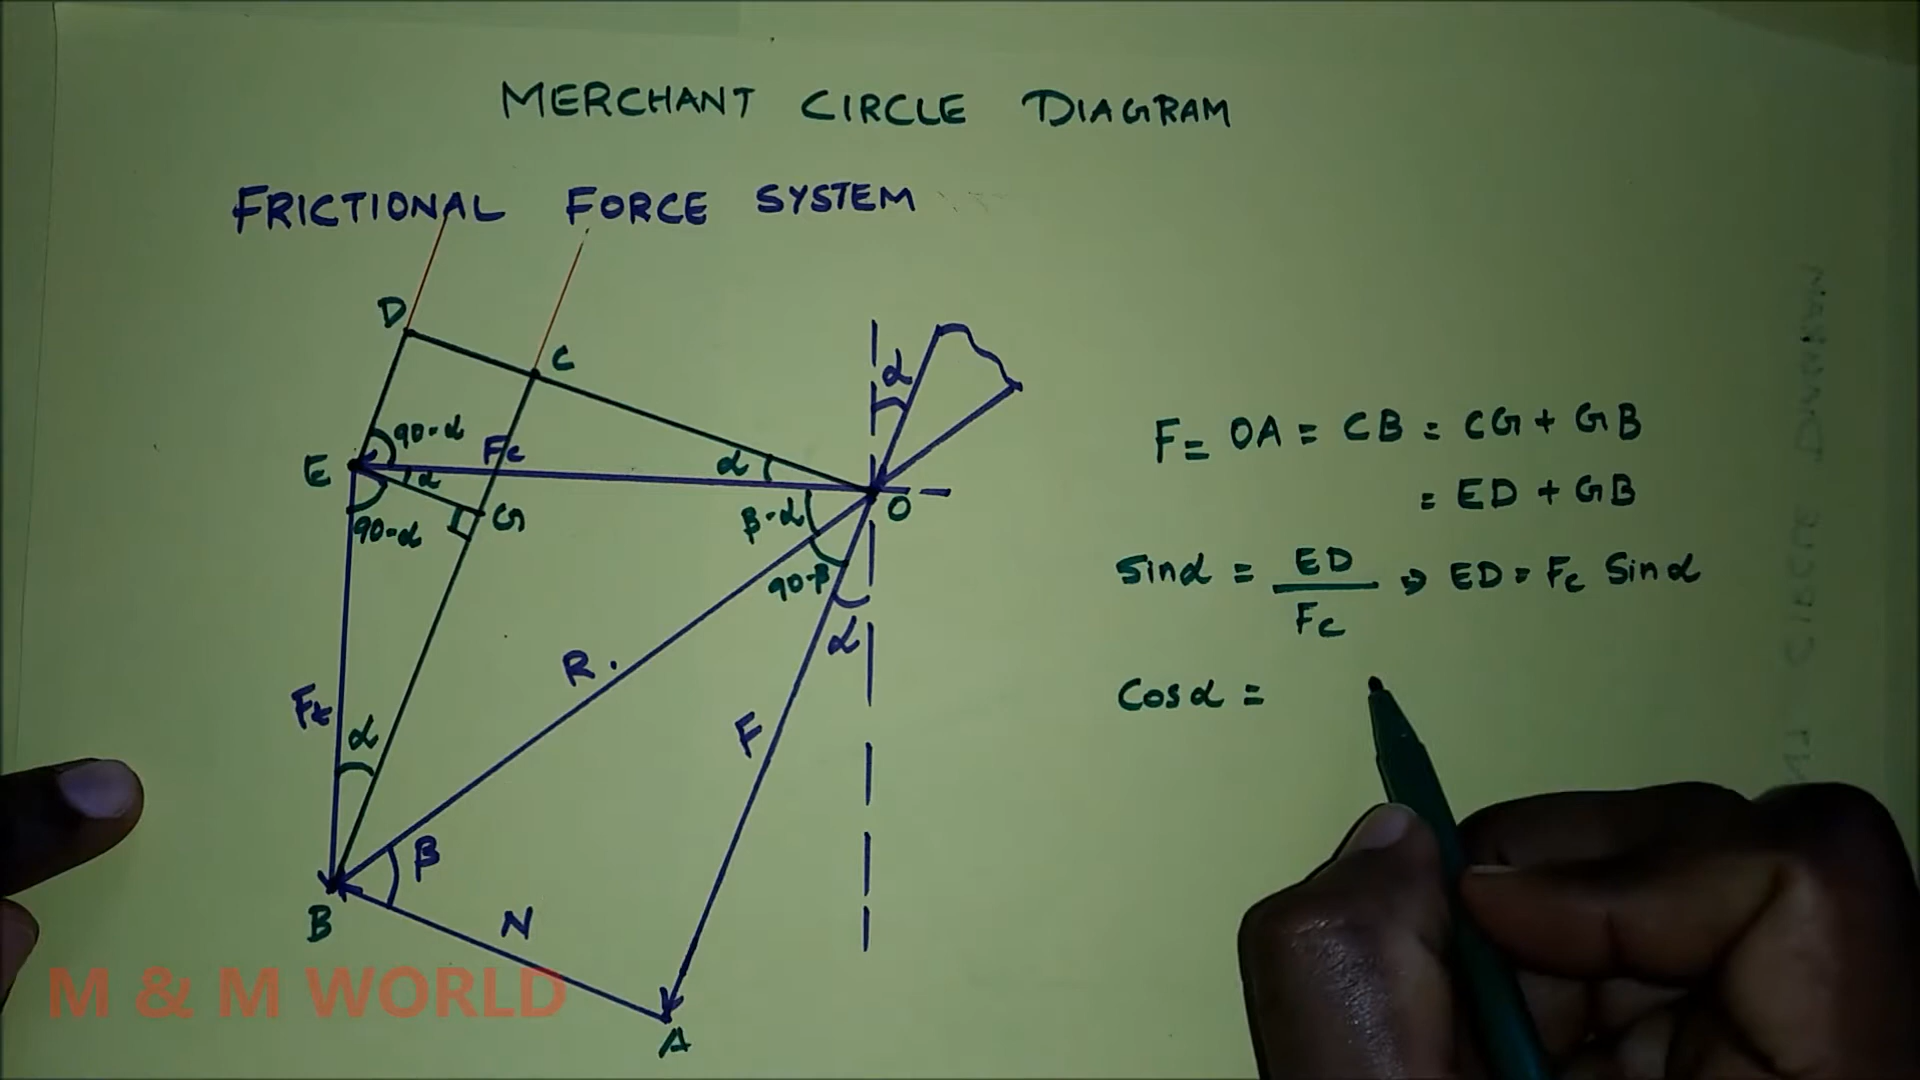 MERCHANT CIRCLE DIAGRAM
FRICTIONAL FORCE SYSTEM
D
C
α
90-α
Fc
E
α
α
G
O
90-α
β-α
90-β
α
R
Ft
α
F
β
B
N
A
F = OA = CB = CG + GB
= ED + GB
Sinα = ED / Fc => ED = Fc Sinα
Cosα =
M & M WORLD